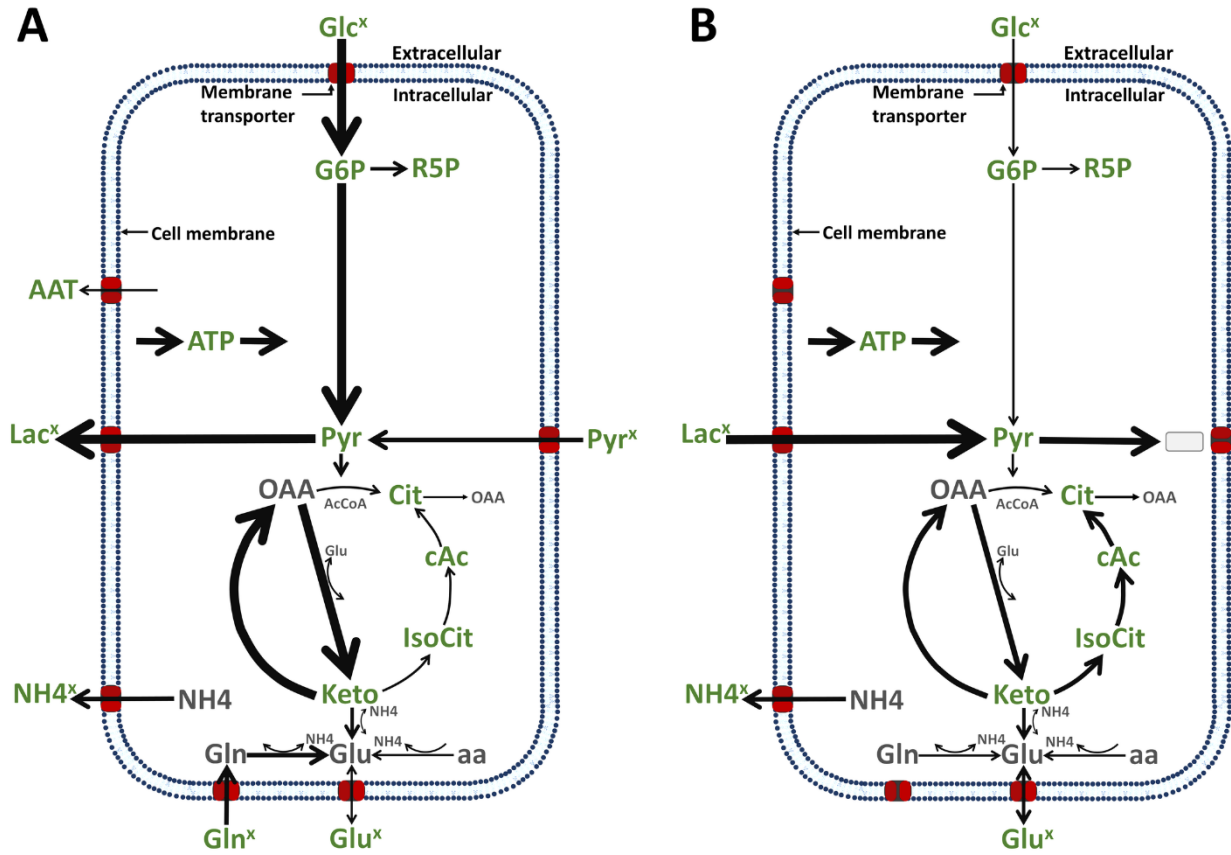 A
Glcˣ
Extracellular
Intracellular
Membrane
transporter
G6P
R5P
Cell membrane
AAT
ATP
Lacˣ
Pyr
Pyrˣ
OAA
AcCoA
Cit
OAA
Glu
cAc
IsoCit
Keto
NH4ˣ
NH4
NH4
Gln
NH4
Glu
NH4
aa
Glnˣ
Gluˣ
B
Glcˣ
Extracellular
Intracellular
Membrane
transporter
G6P
R5P
Cell membrane
ATP
Lacˣ
Pyr
OAA
AcCoA
Cit
OAA
Glu
cAc
IsoCit
Keto
NH4ˣ
NH4
NH4
Gln
NH4
Glu
NH4
aa
Gluˣ